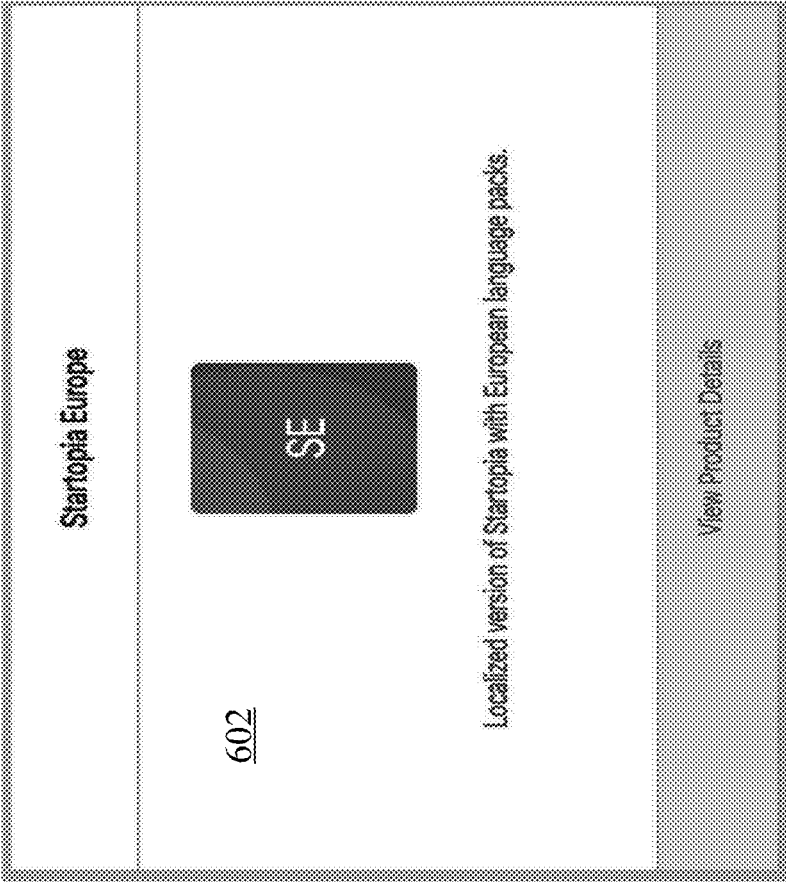 Startopia Europe
SE
602
Localized version of Startopia with European language packs.
View Product Details